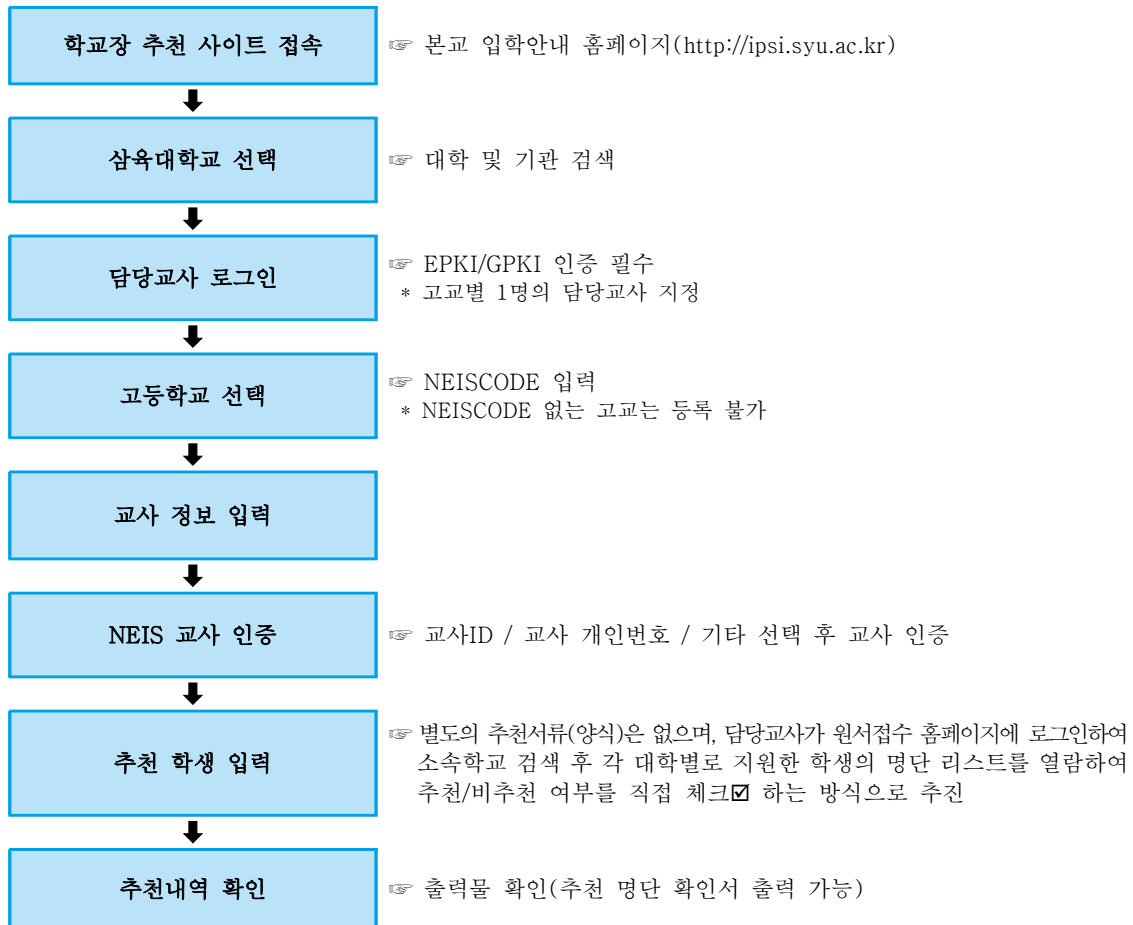 학교장 추천 사이트 접속
☞ 본교 입학안내 홈페이지(http://ipsi.syu.ac.kr)
삼육대학교 선택
☞ 대학 및 기관 검색
담당교사 로그인
☞ EPKI/GPKI 인증 필수
* 고교별 1명의 담당교사 지정
고등학교 선택
☞ NEISCODE 입력
* NEISCODE 없는 고교는 등록 불가
교사 정보 입력
NEIS 교사 인증
☞ 교사ID / 교사 개인번호 / 기타 선택 후 교사 인증
추천 학생 입력
☞ 별도의 추천서류(양식)은 없으며, 담당교사가 원서접수 홈페이지에 로그인하여
소속학교 검색 후 각 대학별로 지원한 학생의 명단 리스트를 열람하여
추천/비추천 여부를 직접 체크☑ 하는 방식으로 추진
추천내역 확인
☞ 출력물 확인(추천 명단 확인서 출력 가능)